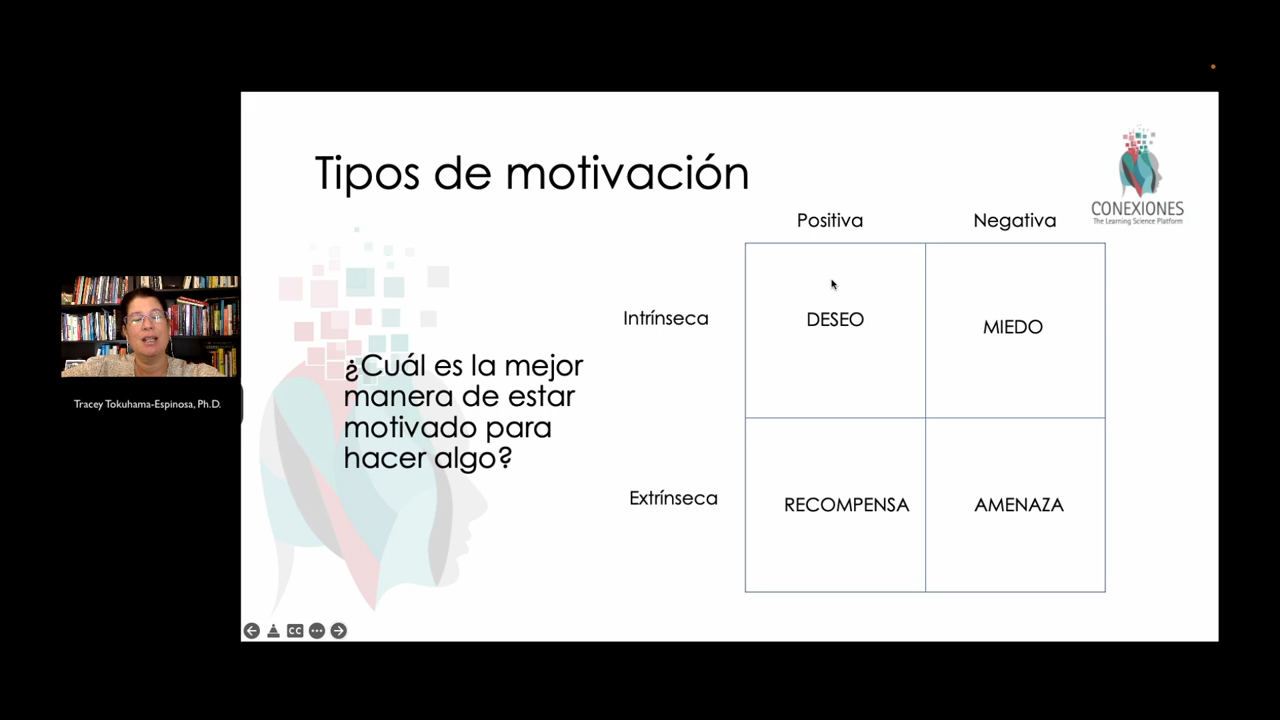 Tipos de motivación
CONEXIONES
The Learning Science Platform
Positiva
Negativa
Intrínseca
DESEO
MIEDO
¿Cuál es la mejor
manera de estar
motivado para
hacer algo?
Tracey Tokuhama-Espinosa, Ph.D.
Extrínseca
RECOMPENSA
AMENAZA
CC